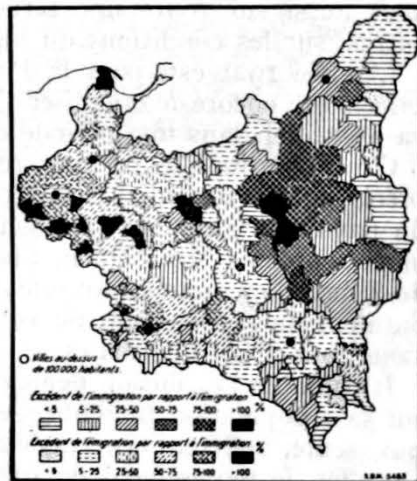 Villes au-dessus
de 100.000 habitants.
Excédent de l'immigration par rapport à l'émigration %
< 5 5-25 25-50 50-75 75-100 +100
Excédent de l'émigration par rapport à l'immigration %
< 5 5-25 25-50 50-75 75-100 +100